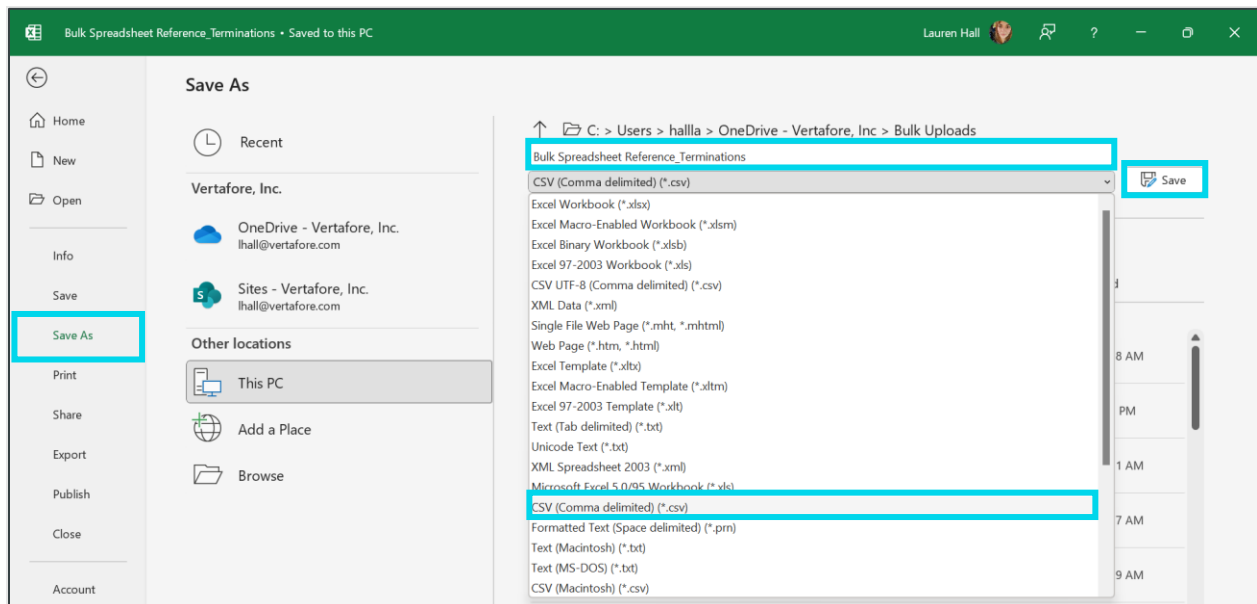 Bulk Spreadsheet Reference_Terminations • Saved to this PC
Lauren Hall
?
Home
New
Open
Info
Save
Save As
Print
Share
Export
Publish
Close
Account
Save As
Recent
Vertafore, Inc.
OneDrive - Vertafore, Inc.
lhall@vertafore.com
S
Sites - Vertafore, Inc.
lhall@vertafore.com
Other locations
This PC
Add a Place
Browse
C: > Users > hallla > OneDrive - Vertafore, Inc > Bulk Uploads
Bulk Spreadsheet Reference_Terminations
CSV (Comma delimited) (*.csv)
Save
Excel Workbook (*.xlsx)
Excel Macro-Enabled Workbook (*.xlsm)
Excel Binary Workbook (*.xlsb)
Excel 97-2003 Workbook (*.xls)
CSV UTF-8 (Comma delimited) (*.csv)
XML Data (*.xml)
Single File Web Page (*.mht, *.mhtml)
Web Page (*.htm, *.html)
Excel Template (*.xltx)
Excel Macro-Enabled Template (*.xltm)
Excel 97-2003 Template (*.xlt)
Text (Tab delimited) (*.txt)
Unicode Text (*.txt)
XML Spreadsheet 2003 (*.xml)
Microsoft Excel 5.0/95 Workbook (*.xls)
CSV (Comma delimited) (*.csv)
Formatted Text (Space delimited) (*.prn)
Text (Macintosh) (*.txt)
Text (MS-DOS) (*.txt)
CSV (Macintosh) (*.csv)
8 AM
PM
1 AM
7 AM
9 AM